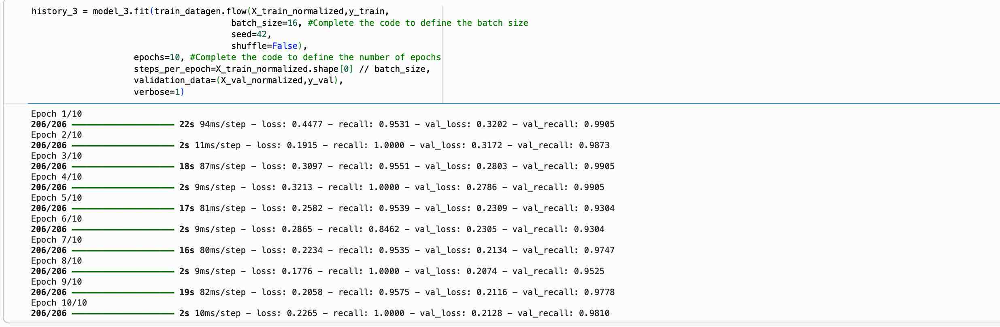 history_3 = model_3.fit(train_datagen.flow(X_train_normalized,y_train,
batch_size=16, #Complete the code to define the batch size
seed=42,
shuffle=False),
epochs=10, #Complete the code to define the number of epochs
steps_per_epoch=X_train_normalized.shape[0] // batch_size,
validation_data=(X_val_normalized,y_val),
verbose=1)
Epoch 1/10
206/206 ━━━━━━━━━━━━━━━━━━━━ 22s 94ms/step – loss: 0.4477 – recall: 0.9531 – val_loss: 0.3202 – val_recall: 0.9905
Epoch 2/10
206/206 ━━━━━━━━━━━━━━━━━━━━ 2s 11ms/step – loss: 0.1915 – recall: 1.0000 – val_loss: 0.3172 – val_recall: 0.9873
Epoch 3/10
206/206 ━━━━━━━━━━━━━━━━━━━━ 18s 87ms/step – loss: 0.3097 – recall: 0.9551 – val_loss: 0.2803 – val_recall: 0.9905
Epoch 4/10
206/206 ━━━━━━━━━━━━━━━━━━━━ 2s 9ms/step – loss: 0.3213 – recall: 1.0000 – val_loss: 0.2786 – val_recall: 0.9905
Epoch 5/10
206/206 ━━━━━━━━━━━━━━━━━━━━ 17s 81ms/step – loss: 0.2582 – recall: 0.9539 – val_loss: 0.2309 – val_recall: 0.9304
Epoch 6/10
206/206 ━━━━━━━━━━━━━━━━━━━━ 2s 9ms/step – loss: 0.2865 – recall: 0.8462 – val_loss: 0.2305 – val_recall: 0.9304
Epoch 7/10
206/206 ━━━━━━━━━━━━━━━━━━━━ 16s 80ms/step – loss: 0.2234 – recall: 0.9535 – val_loss: 0.2134 – val_recall: 0.9747
Epoch 8/10
206/206 ━━━━━━━━━━━━━━━━━━━━ 2s 9ms/step – loss: 0.1776 – recall: 1.0000 – val_loss: 0.2074 – val_recall: 0.9525
Epoch 9/10
206/206 ━━━━━━━━━━━━━━━━━━━━ 19s 82ms/step – loss: 0.2058 – recall: 0.9575 – val_loss: 0.2116 – val_recall: 0.9778
Epoch 10/10
206/206 ━━━━━━━━━━━━━━━━━━━━ 2s 10ms/step – loss: 0.2265 – recall: 1.0000 – val_loss: 0.2128 – val_recall: 0.9810